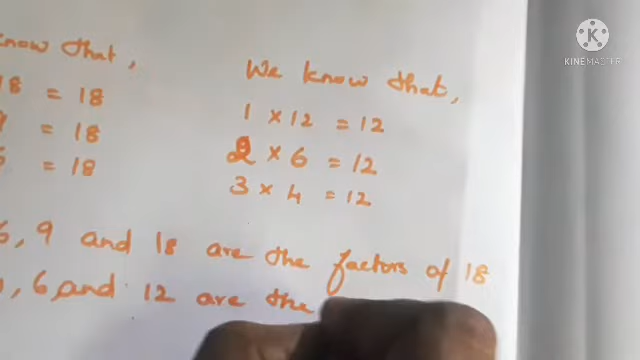 know that,
18 = 18
= 18
= 18
We know that,
1 × 12 = 12
2 × 6 = 12
3 × 4 = 12
6, 9 and 18 are the factors of 18
, 6, and 12 are the
K
KINEMASTER